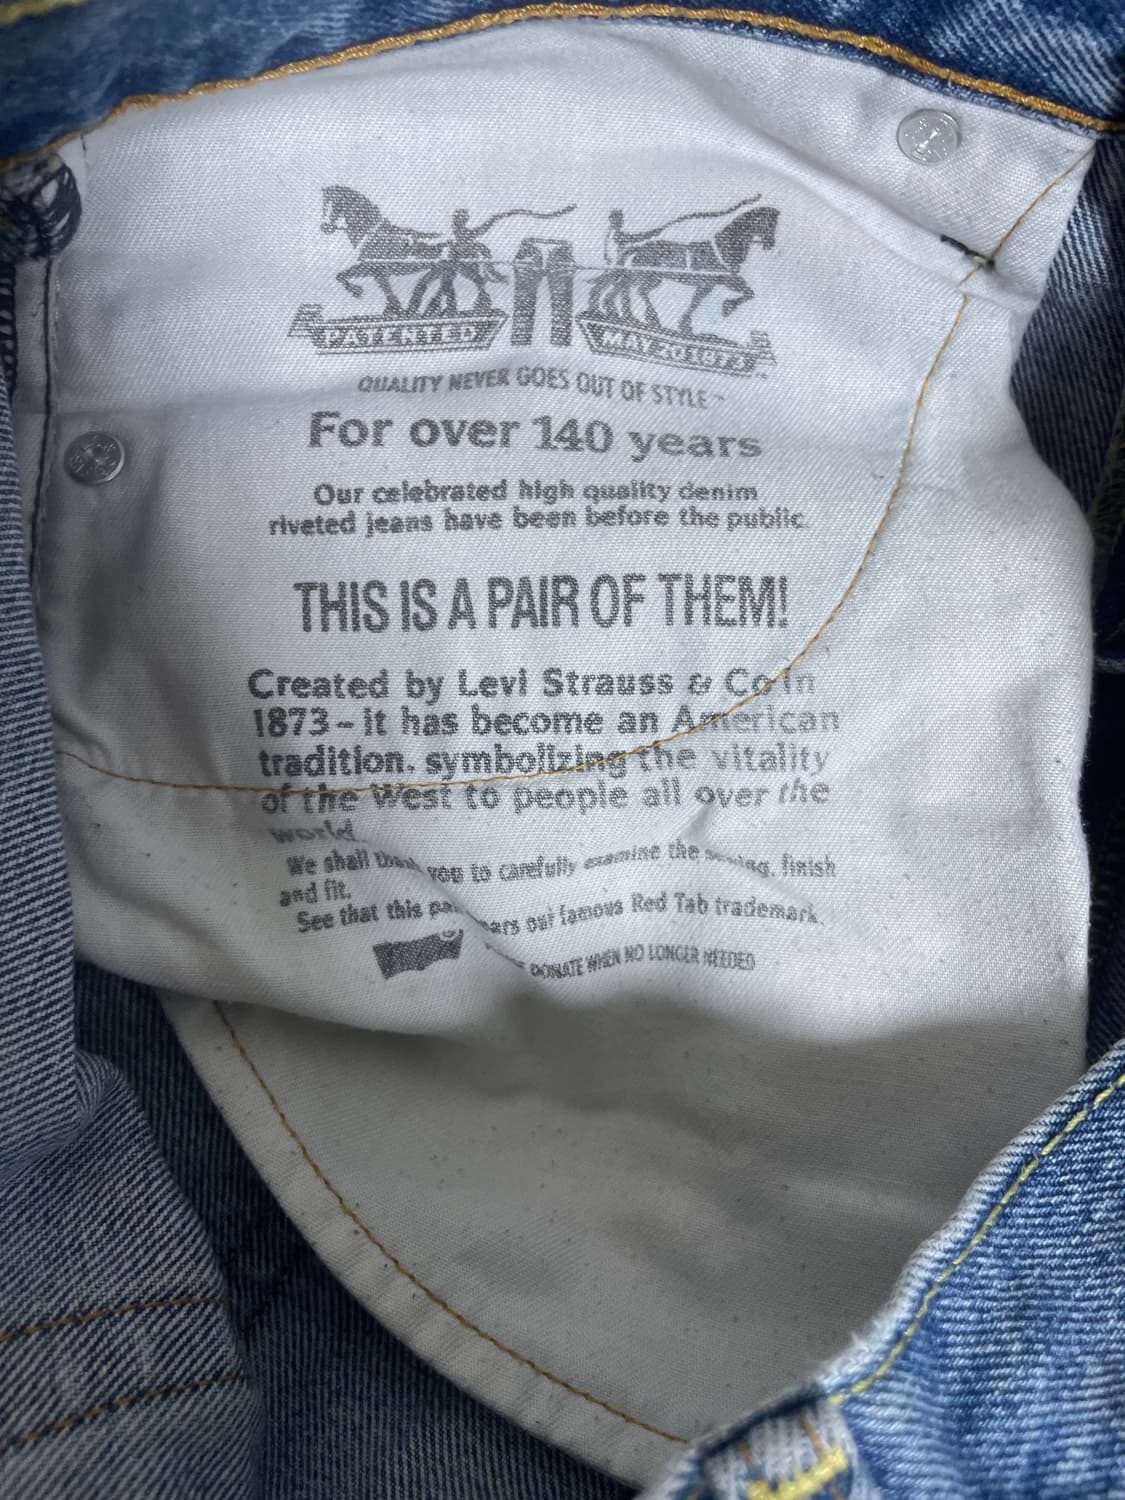 PATENTED
MAY 20 1873
QUALITY NEVER GOES OUT OF STYLE™
For over 140 years
Our celebrated high quality denim
riveted jeans have been before the public.
THIS IS A PAIR OF THEM!
Created by Levi Strauss & Co in
1873 – it has become an American
tradition, symbolizing the vitality
of the West to people all over the
world.
We shall thank you to carefully examine the sewing, finish
and fit.
See that this our famous Red Tab trademark.
DONATE WHEN NO LONGER NEEDED